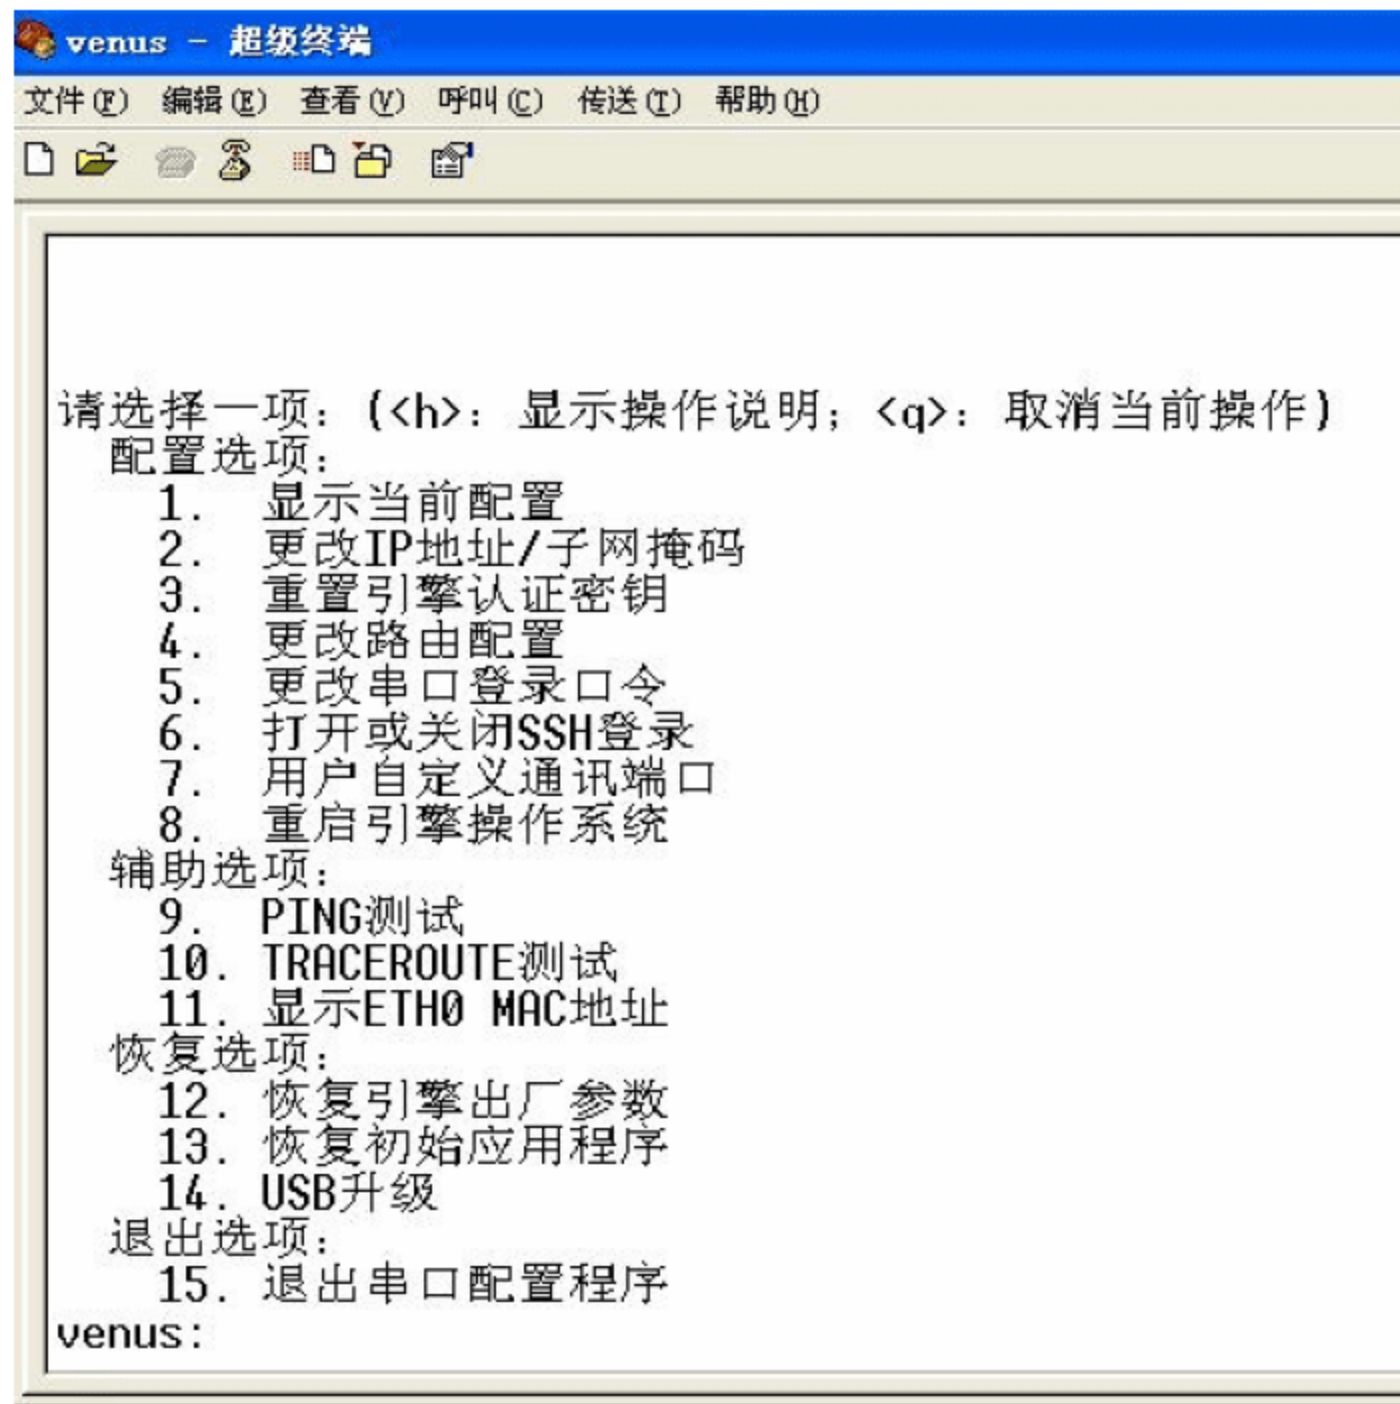 venus - 超级终端
文件(F) 编辑(E) 查看(V) 呼叫(C) 传送(T) 帮助(H)
请选择一项: (<h>: 显示操作说明; <q>: 取消当前操作)
配置选项:
1. 显示当前配置
2. 更改IP地址/子网掩码
3. 重置引擎认证密钥
4. 更改路由配置
5. 更改串口登录口令
6. 打开或关闭SSH登录
7. 用户自定义通讯端口
8. 重启引擎操作系统
辅助选项:
9. PING测试
10. TRACEROUTE测试
11. 显示ETH0 MAC地址
恢复选项:
12. 恢复引擎出厂参数
13. 恢复初始应用程序
14. USB升级
退出选项:
15. 退出串口配置程序
venus: